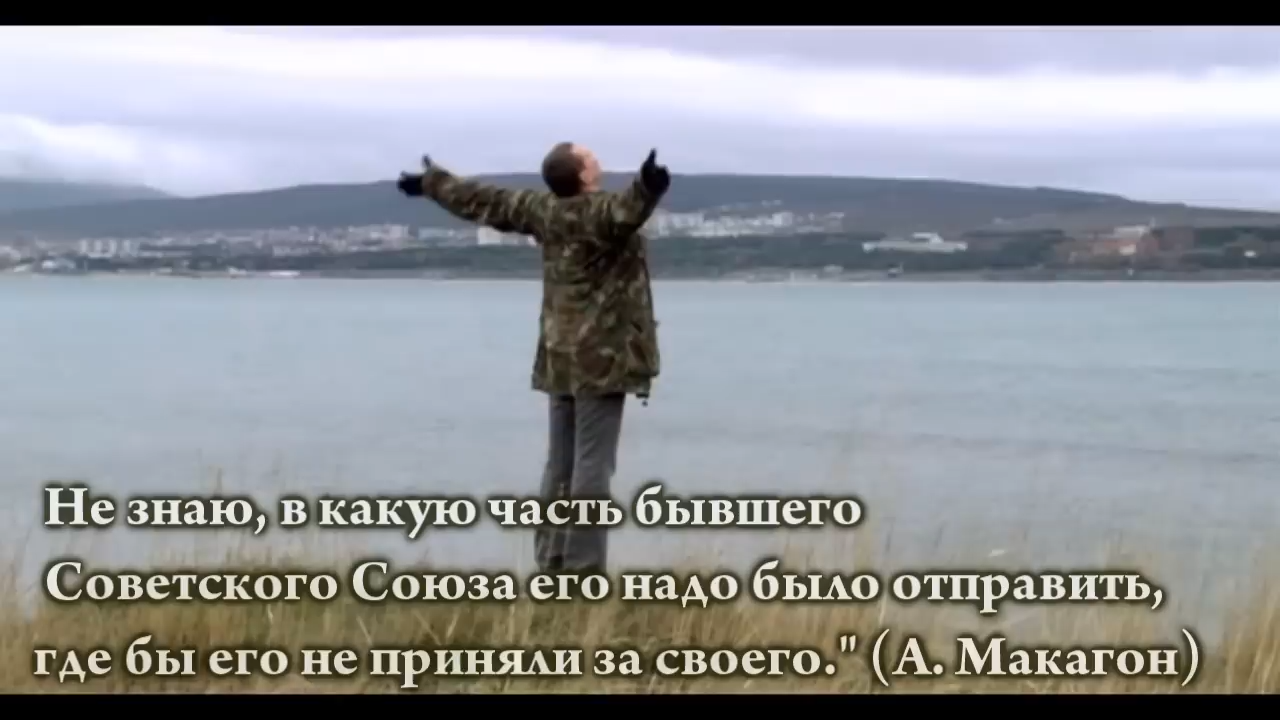 Не знаю, в какую часть бывшего
Советского Союза его надо было отправить,
где бы его не приняли за своего." (А. Макагон)